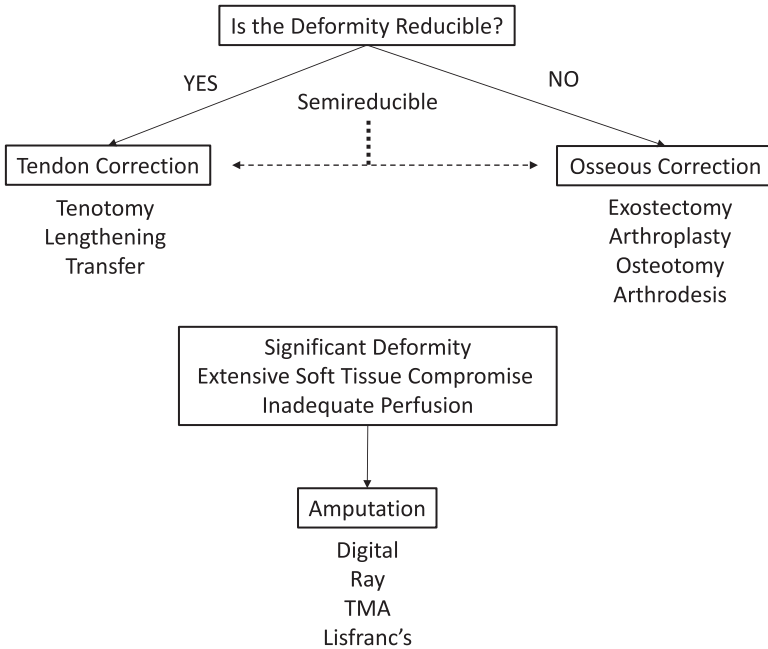 Is the Deformity Reducible?
YES
NO
Semireducible
Tendon Correction
Osseous Correction
Tenotomy
Lengthening
Transfer
Exostectomy
Arthroplasty
Osteotomy
Arthrodesis
Significant Deformity
Extensive Soft Tissue Compromise
Inadequate Perfusion
Amputation
Digital
Ray
TMA
Lisfranc’s